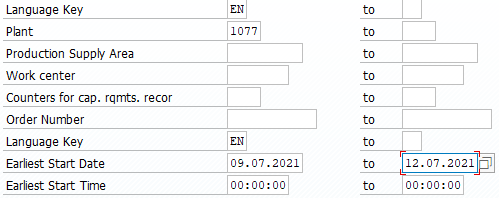 Language Key EN to
Plant 1077 to
Production Supply Area to
Work center to
Counters for cap. rqmts. recor to
Order Number to
Language Key EN to
Earliest Start Date 09.07.2021 to 12.07.2021
Earliest Start Time 00:00:00 to 00:00:00